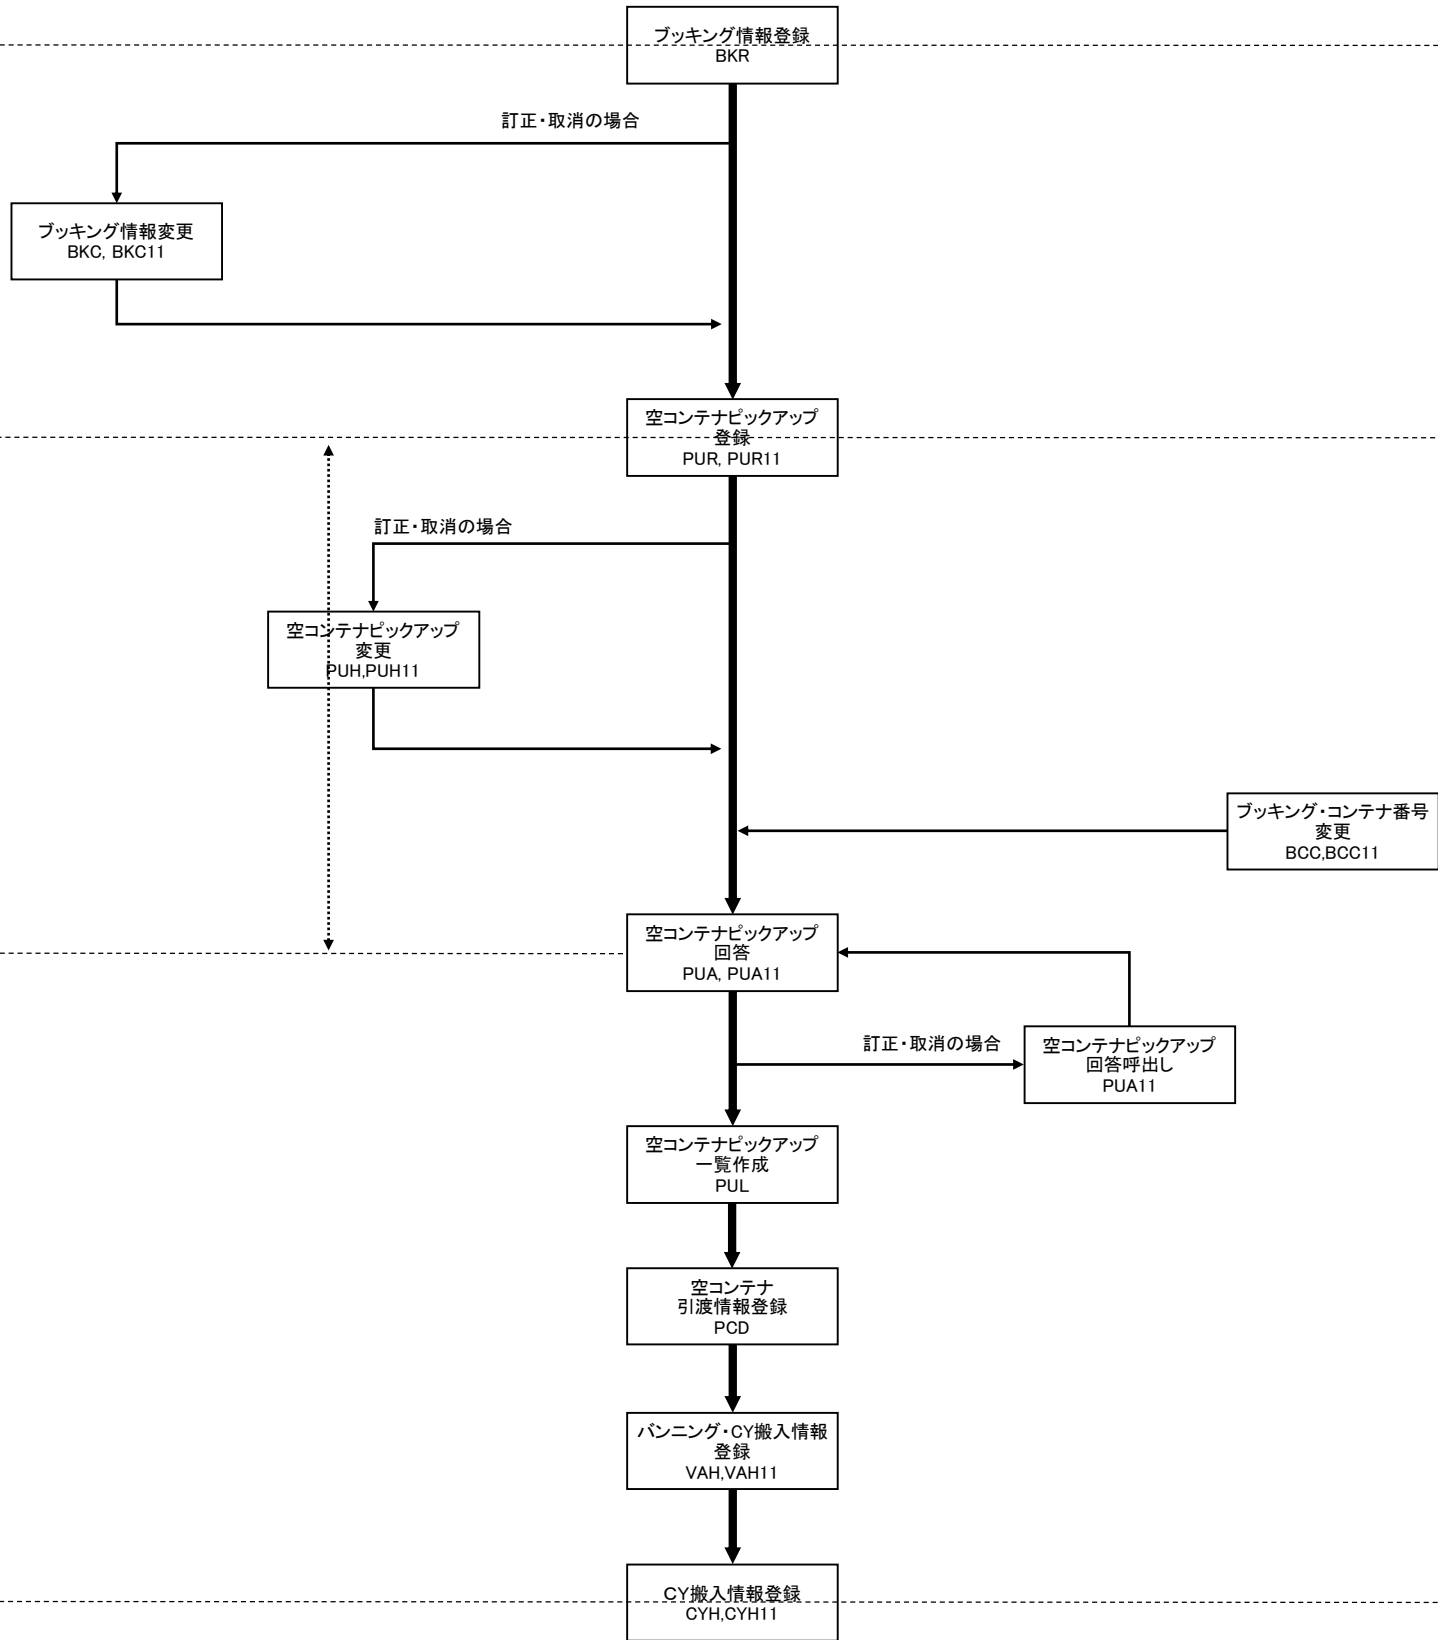 ブッキング情報登録
BKR
訂正・取消の場合
ブッキング情報変更
BKC, BKC11
空コンテナピックアップ
登録
PUR, PUR11
訂正・取消の場合
空コンテナピックアップ
変更
PUH,PUH11
ブッキング・コンテナ番号
変更
BCC,BCC11
空コンテナピックアップ
回答
PUA, PUA11
訂正・取消の場合
空コンテナピックアップ
回答呼出し
PUA11
空コンテナピックアップ
一覧作成
PUL
空コンテナ
引渡情報登録
PCD
バンニング・CY搬入情報
登録
VAH,VAH11
CY搬入情報登録
CYH,CYH11